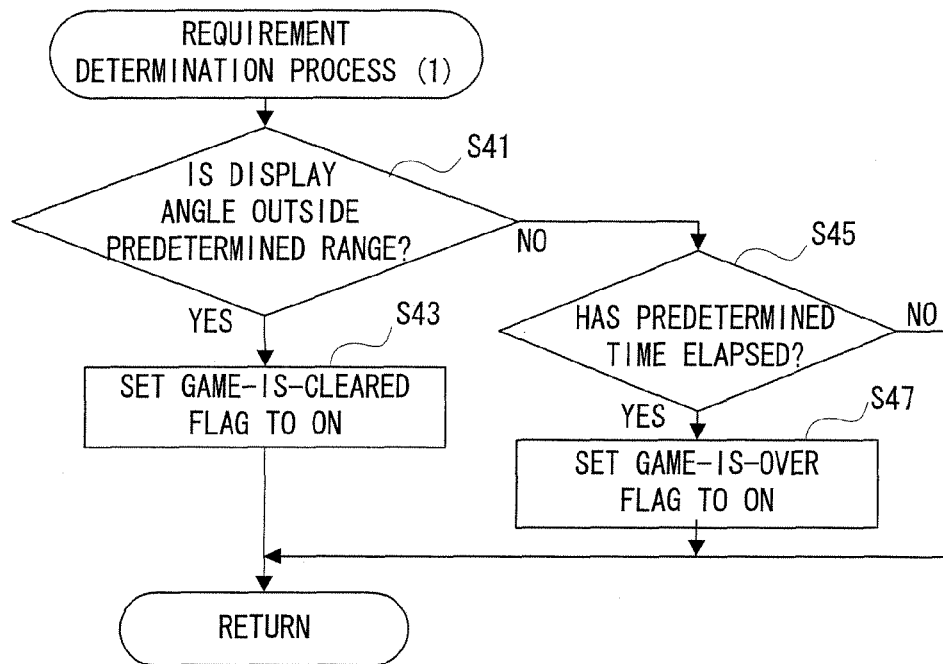 REQUIREMENT
DETERMINATION PROCESS (1)
S41
IS DISPLAY
ANGLE OUTSIDE
PREDETERMINED RANGE?
NO
YES
S43
SET GAME-IS-CLEARED
FLAG TO ON
S45
HAS PREDETERMINED
TIME ELAPSED?
NO
YES
S47
SET GAME-IS-OVER
FLAG TO ON
RETURN